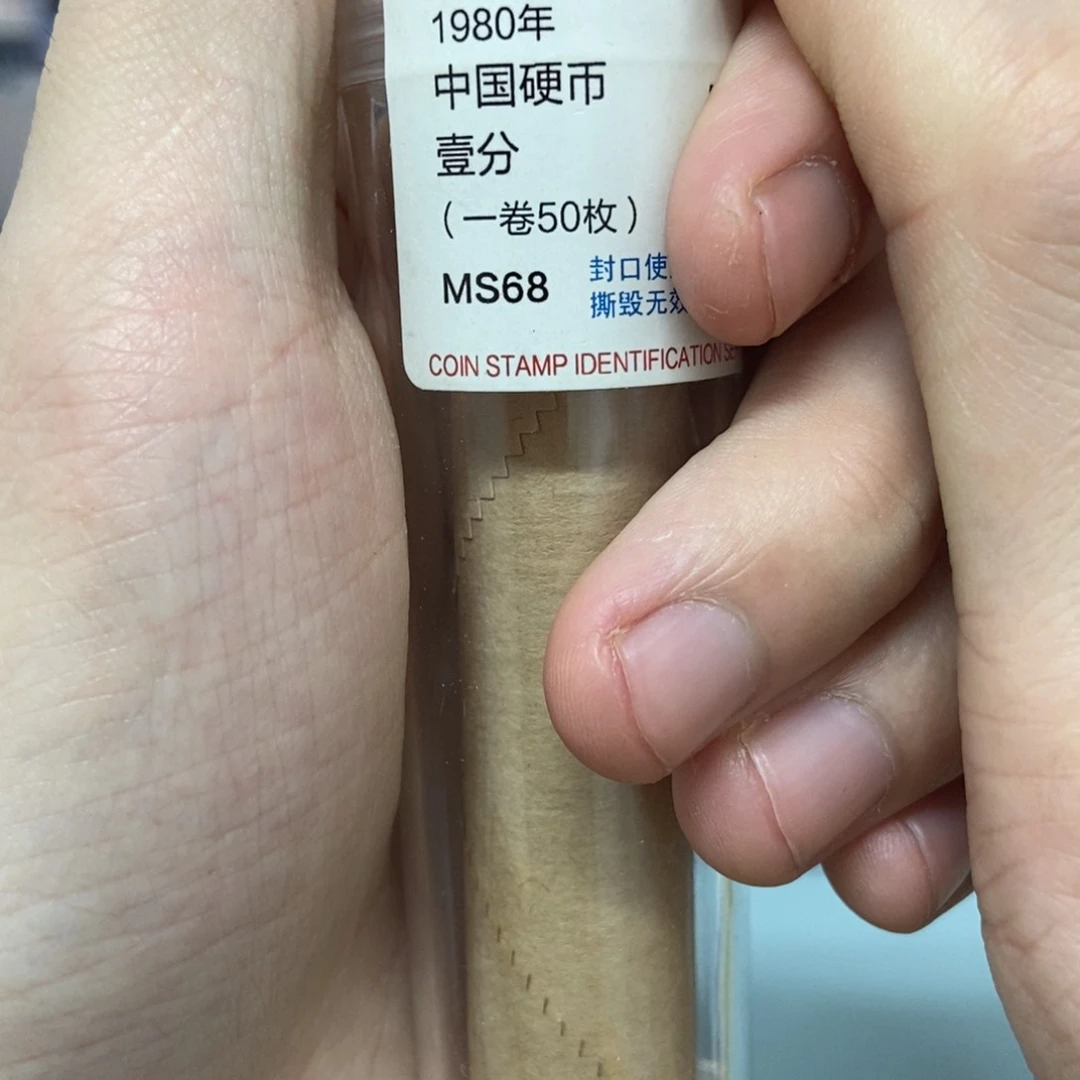 1980年
中国硬币
壹分
(一卷50枚)
MS68
封口使
撕毁无效
COIN STAMP IDENTIFICATION